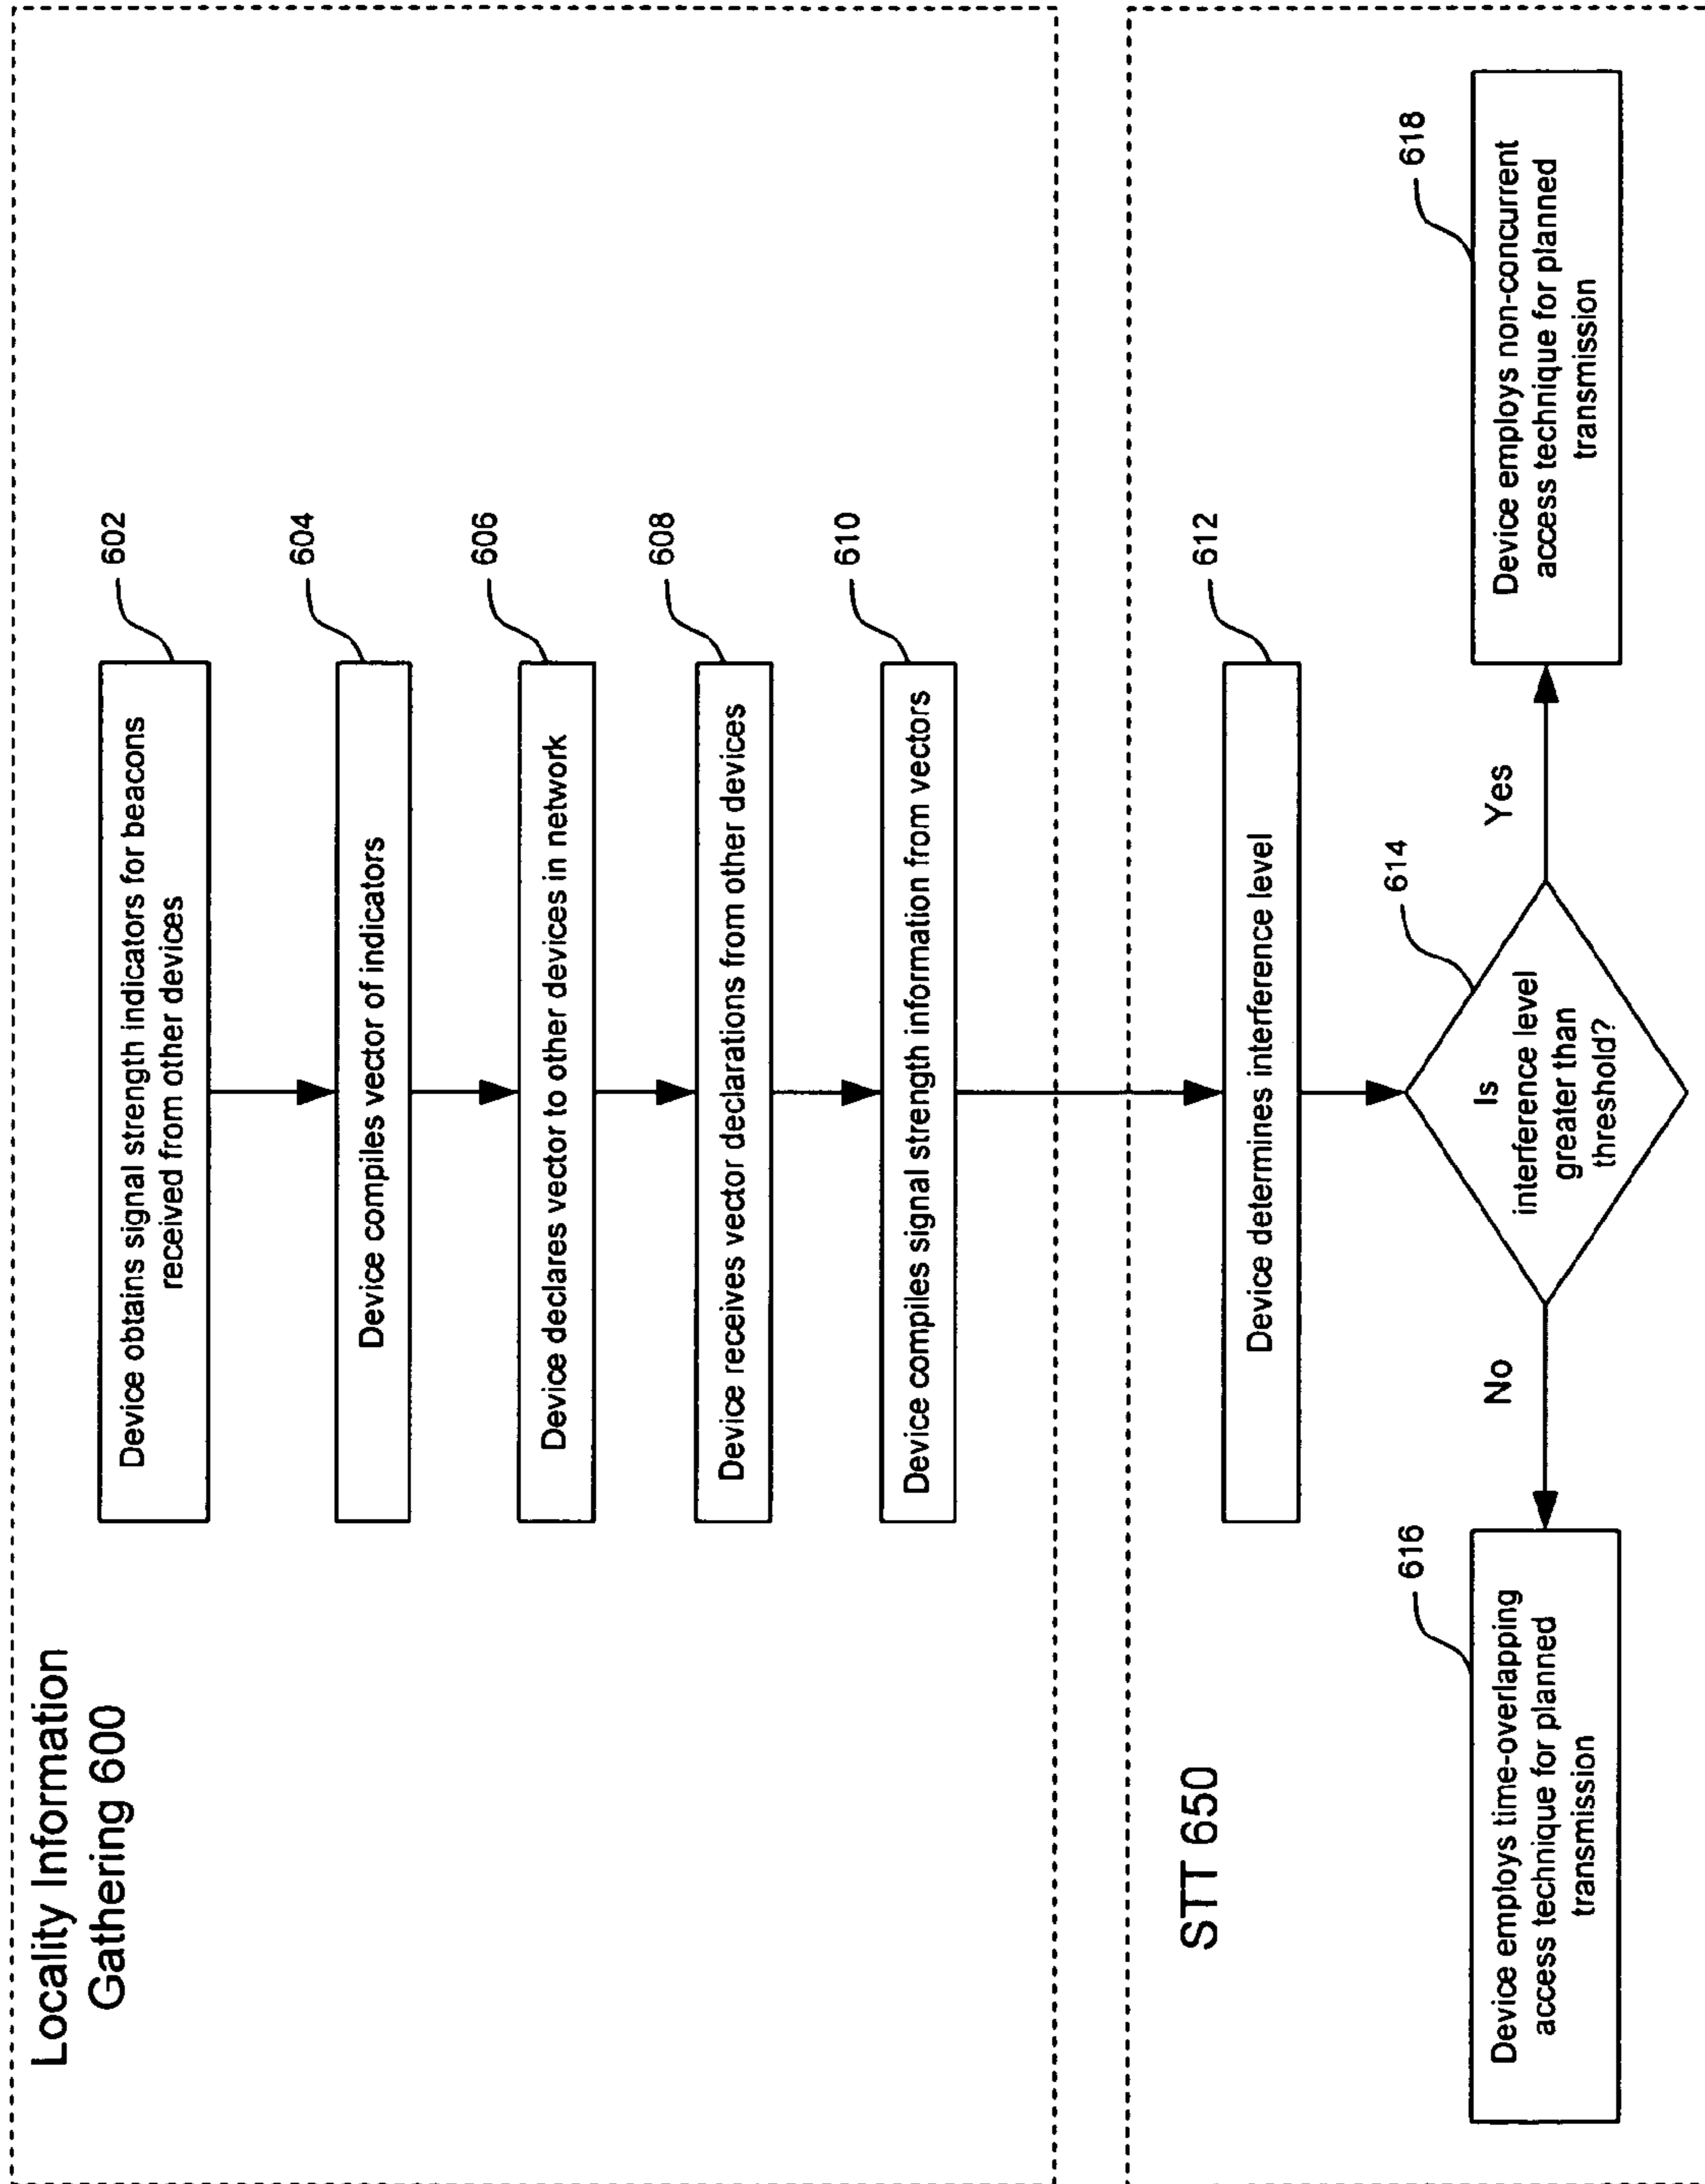 Locality Information
Gathering 600
602
Device obtains signal strength indicators for beacons
received from other devices
604
Device compiles vector of indicators
606
Device declares vector to other devices in network
608
Device receives vector declarations from other devices
610
Device compiles signal strength information from vectors
STT 650
612
Device determines interference level
614
Is
interference level
greater than
threshold?
No
Yes
616
Device employs time-overlapping
access technique for planned
transmission
618
Device employs non-concurrent
access technique for planned
transmission